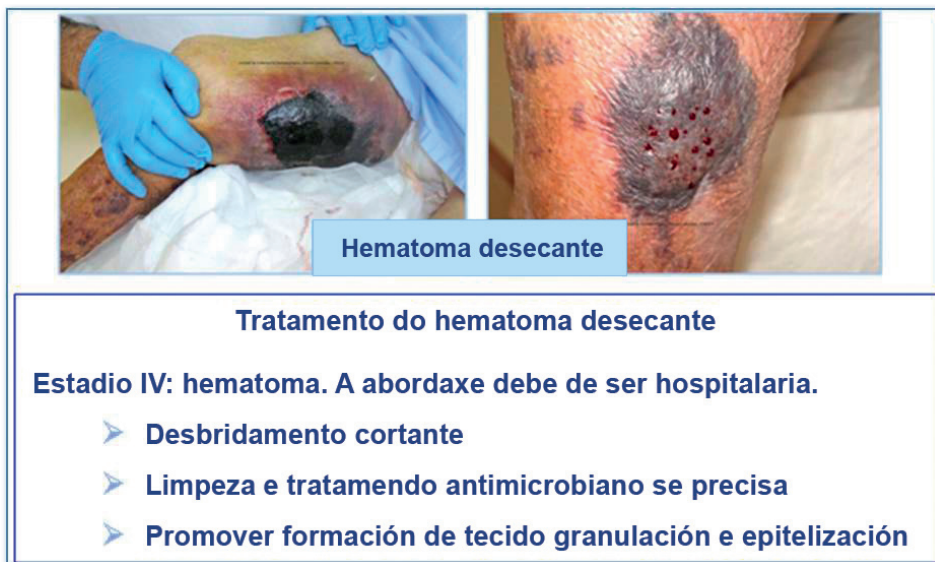 Hematoma desecante
Tratamento do hematoma desecante
Estadio IV: hematoma. A abordaxe debe de ser hospitalaria.
Desbridamento cortante
Limpeza e tratamendo antimicrobiano se precisa
Promover formación de tecido granulación e epitelización